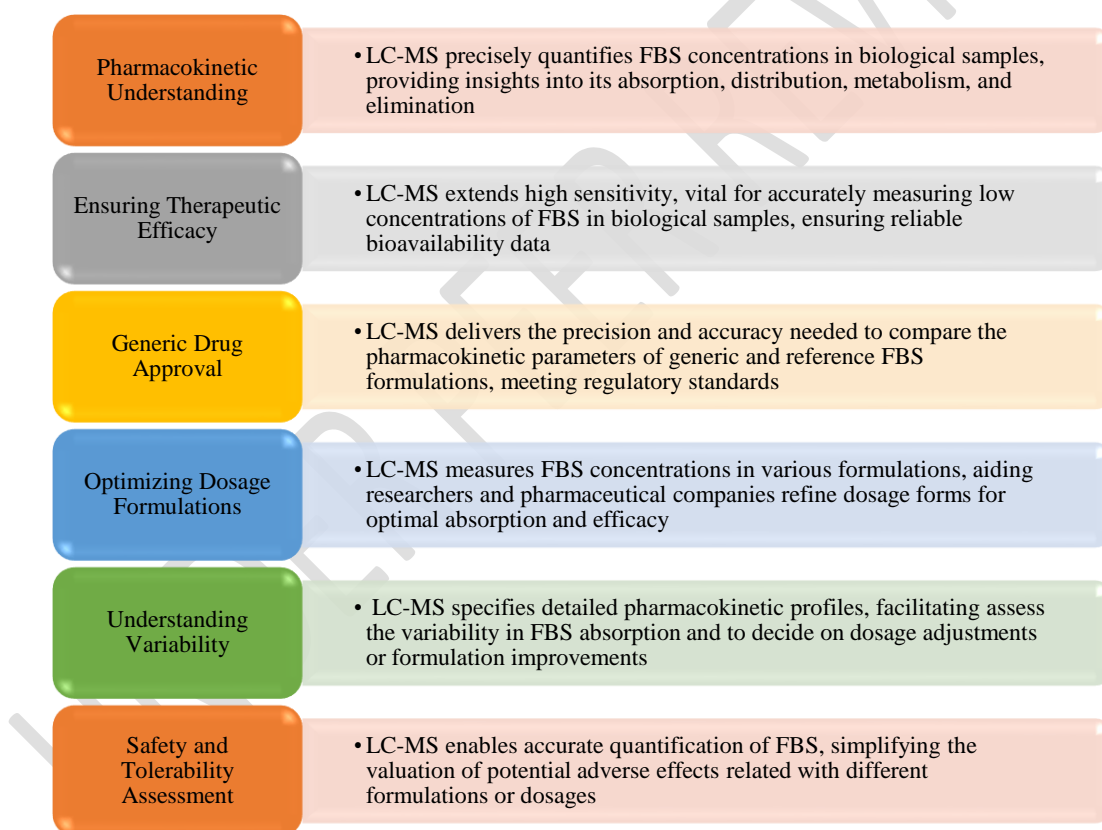 Pharmacokinetic
Understanding
•LC-MS precisely quantifies FBS concentrations in biological samples,
providing insights into its absorption, distribution, metabolism, and
elimination
Ensuring Therapeutic
Efficacy
•LC-MS extends high sensitivity, vital for accurately measuring low
concentrations of FBS in biological samples, ensuring reliable
bioavailability data
Generic Drug
Approval
•LC-MS delivers the precision and accuracy needed to compare the
pharmacokinetic parameters of generic and reference FBS
formulations, meeting regulatory standards
Optimizing Dosage
Formulations
•LC-MS measures FBS concentrations in various formulations, aiding
researchers and pharmaceutical companies refine dosage forms for
optimal absorption and efficacy
Understanding
Variability
• LC-MS specifies detailed pharmacokinetic profiles, facilitating assess
the variability in FBS absorption and to decide on dosage adjustments
or formulation improvements
Safety and
Tolerability
Assessment
•LC-MS enables accurate quantification of FBS, simplifying the
valuation of potential adverse effects related with different
formulations or dosages